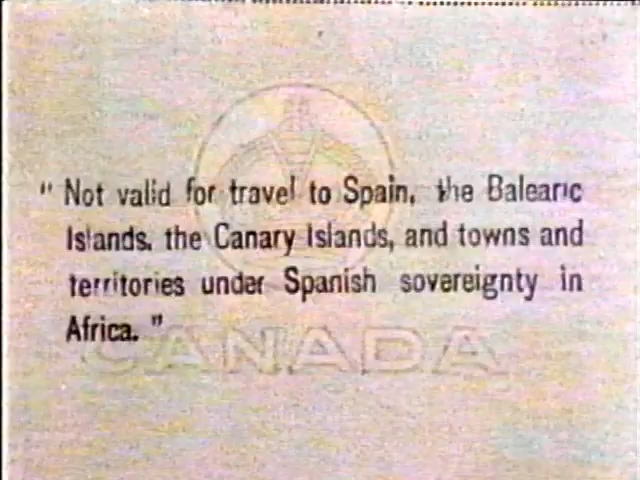 " Not valid for travel to Spain, the Balearic
Islands, the Canary Islands, and towns and
territories under Spanish sovereignty in
Africa. "
CANADA